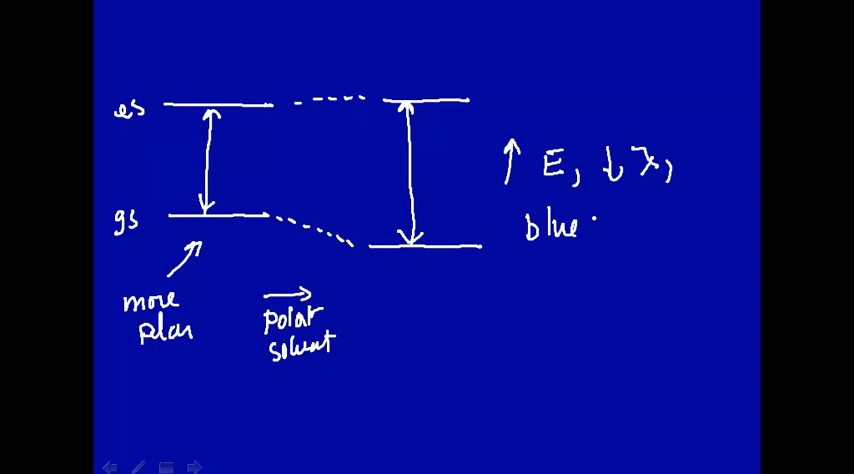 es
↑ E, ↓ λ,
gs
blue
more
polar
→
polar
solvent